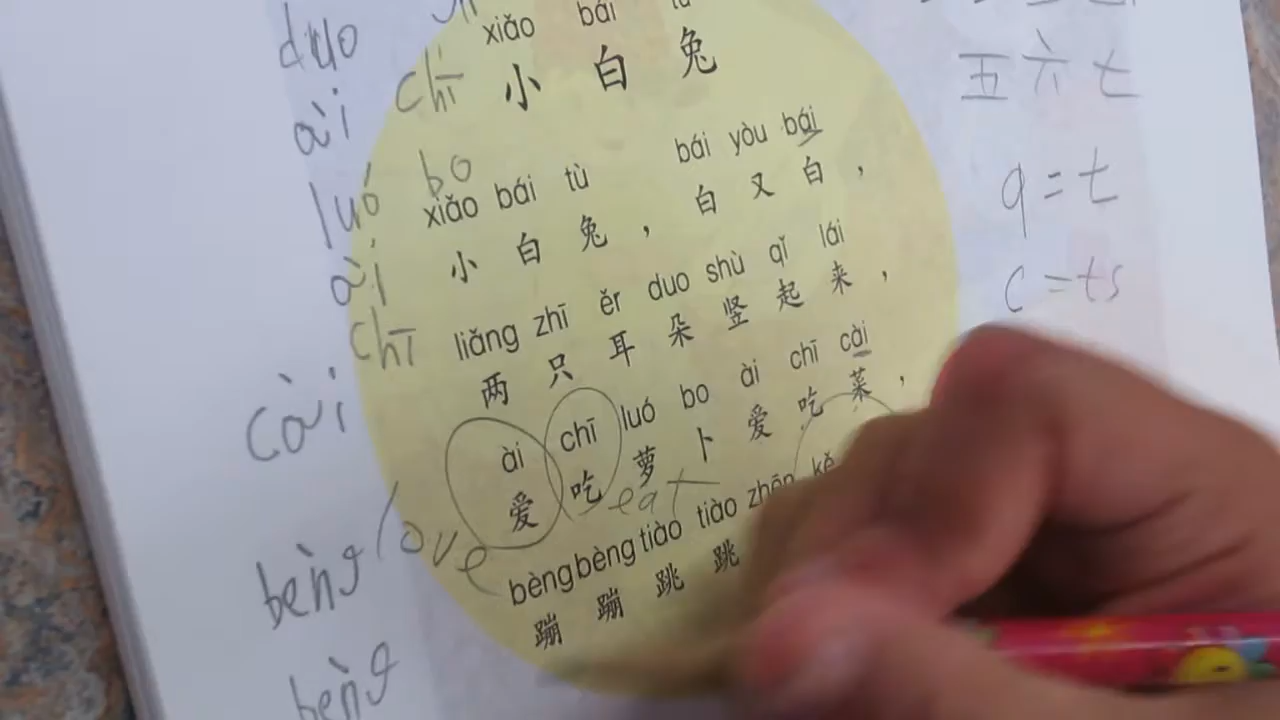 xiǎo bái
小 白 兔
xiǎo bái tù bái yòu bái
小 白 兔 ， 白 又 白 ，
liǎng zhī ěr duo shù qǐ lái
两 只 耳 朵 竖 起 来 ，
ài chī luó bo ài chī cài
爱 吃 萝 卜 爱 吃 菜 ，
bèng bèng tiào tiào zhēn kě
蹦 蹦 跳 跳
duo
ài chī
luó bo
ài
chī
cài
love
eat
bèng
bèng
五 六 七
q = t
c = ts